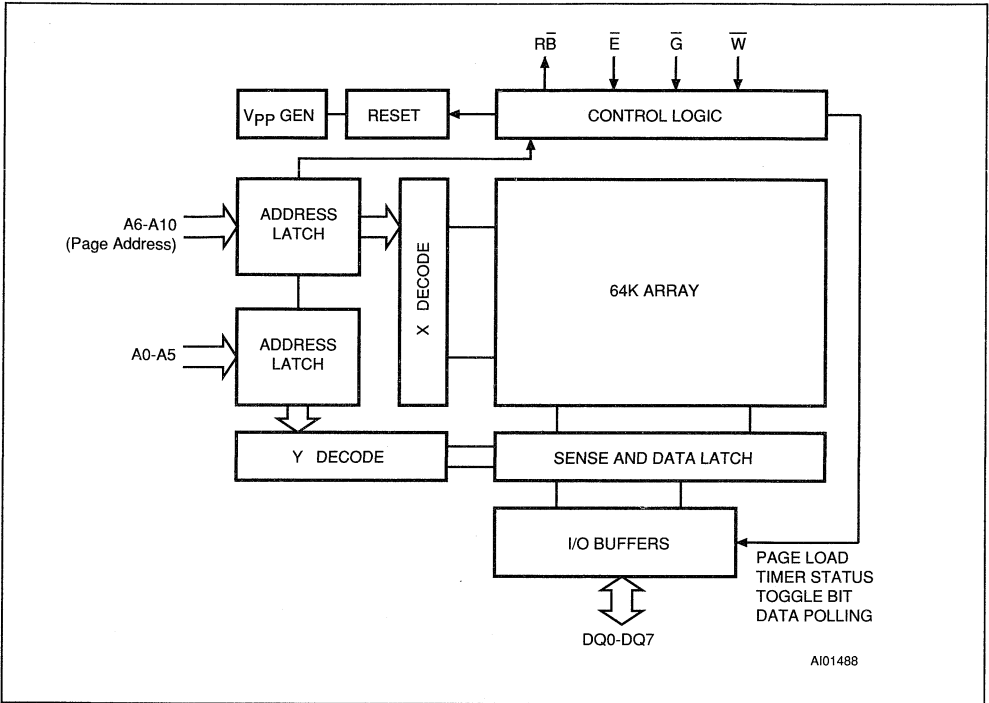 RB̅ E̅ G̅ W̅
VPP GEN
RESET
CONTROL LOGIC
A6-A10
(Page Address)
ADDRESS
LATCH
X DECODE
64K ARRAY
A0-A5
ADDRESS
LATCH
Y DECODE
SENSE AND DATA LATCH
I/O BUFFERS
PAGE LOAD
TIMER STATUS
TOGGLE BIT
DATA POLLING
DQ0-DQ7
AI01488